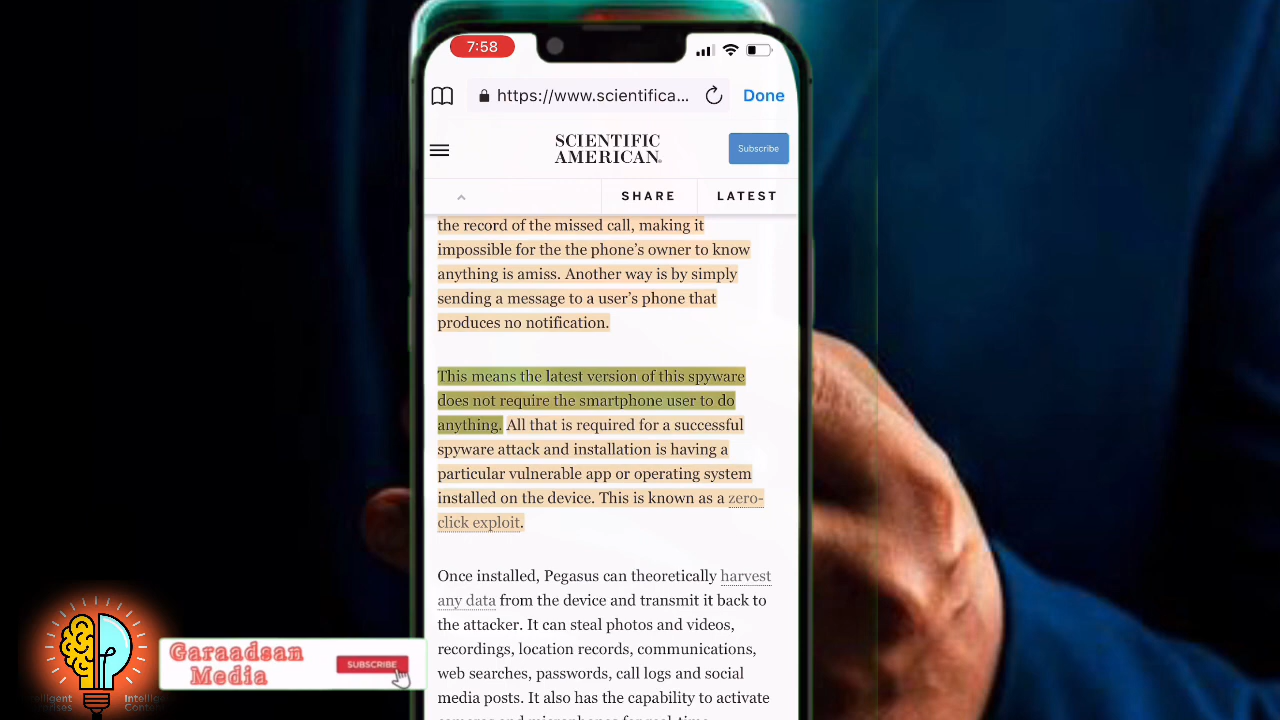 7:58
https://www.scientifica...
Done
SCIENTIFIC
AMERICAN
Subscribe
SHARE
LATEST
the record of the missed call, making it
impossible for the the phone's owner to know
anything is amiss. Another way is by simply
sending a message to a user's phone that
produces no notification.
This means the latest version of this spyware
does not require the smartphone user to do
anything. All that is required for a successful
spyware attack and installation is having a
particular vulnerable app or operating system
installed on the device. This is known as a zero-
click exploit.
Once installed, Pegasus can theoretically harvest
any data from the device and transmit it back to
the attacker. It can steal photos and videos,
recordings, location records, communications,
web searches, passwords, call logs and social
media posts. It also has the capability to activate
Garaadsan
Media
SUBSCRIBE